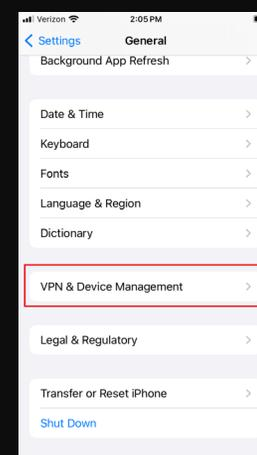 Verizon 2:05 PM
Settings General
Background App Refresh
Date & Time
Keyboard
Fonts
Language & Region
Dictionary
VPN & Device Management
Legal & Regulatory
Transfer or Reset iPhone
Shut Down